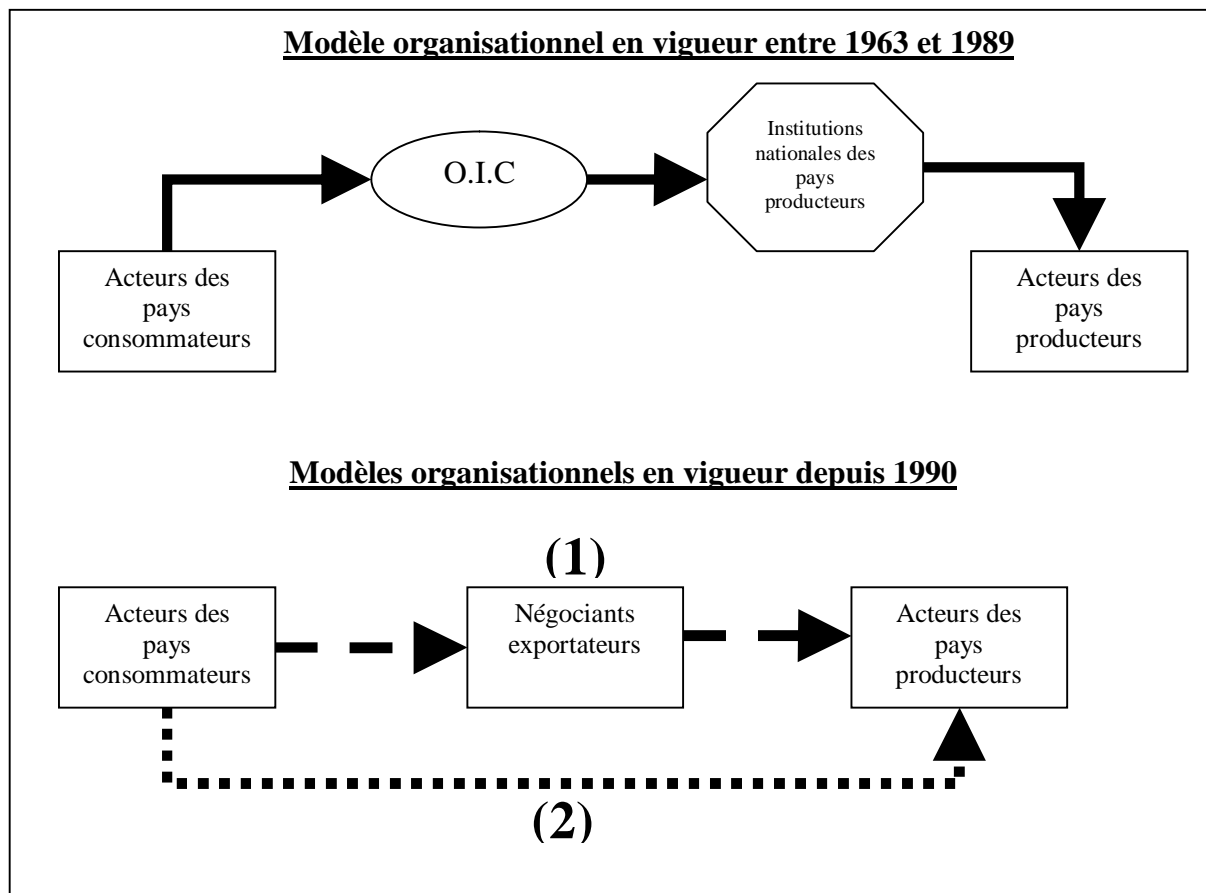 Modèle organisationnel en vigueur entre 1963 et 1989
O.I.C
Institutions
nationales des
pays
producteurs
Acteurs des
pays
consommateurs
Acteurs des
pays
producteurs
Modèles organisationnels en vigueur depuis 1990
(1)
Acteurs des
pays
consommateurs
Négociants
exportateurs
Acteurs des
pays
producteurs
(2)